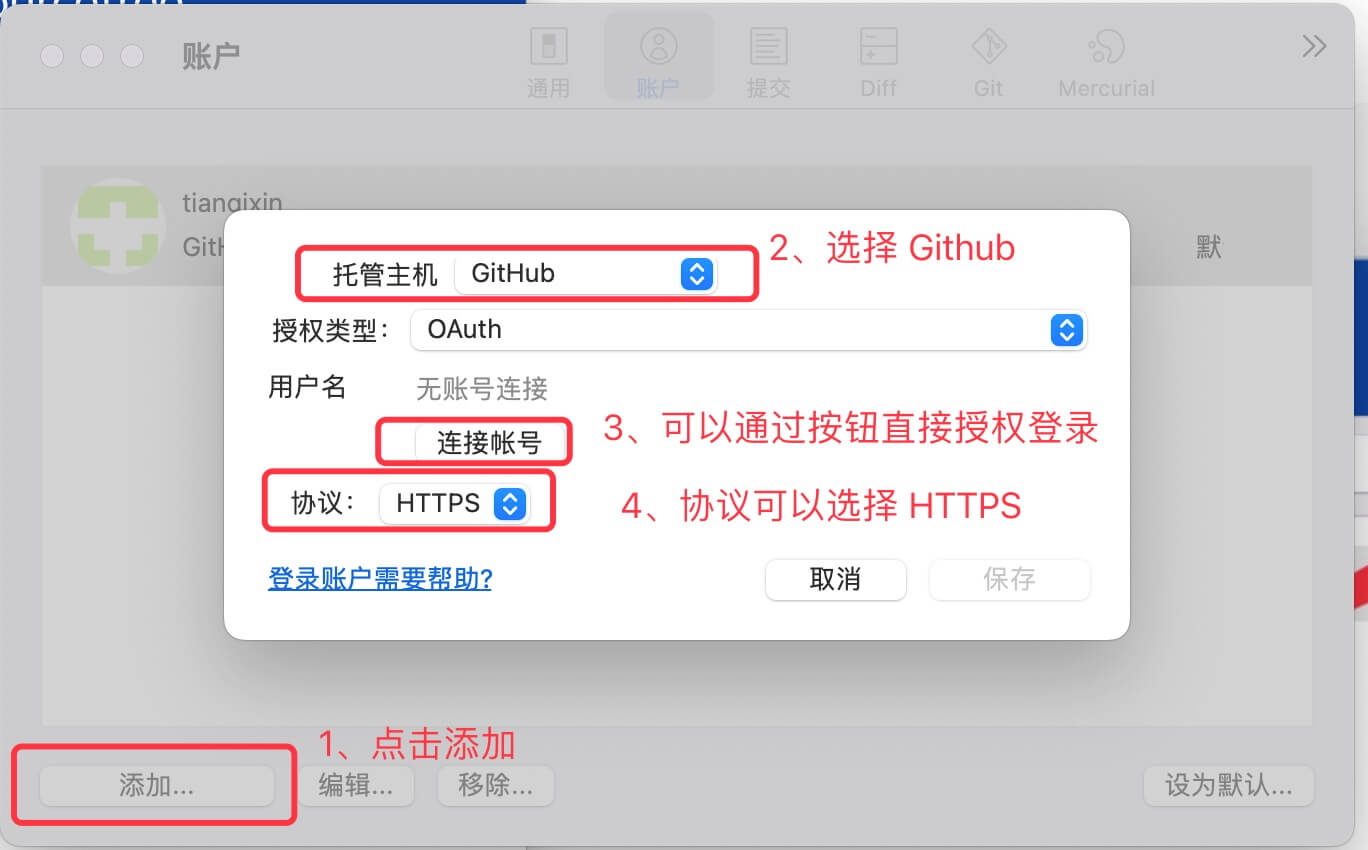 账户
通用
账户
提交
Diff
Git
Mercurial
tianqixin
默
托管主机 GitHub
2、选择 Github
授权类型： OAuth
用户名 无账号连接
连接帐号
3、可以通过按钮直接授权登录
协议： HTTPS
4、协议可以选择 HTTPS
登录账户需要帮助?
取消
保存
1、点击添加
添加...
编辑...
移除...
设为默认...